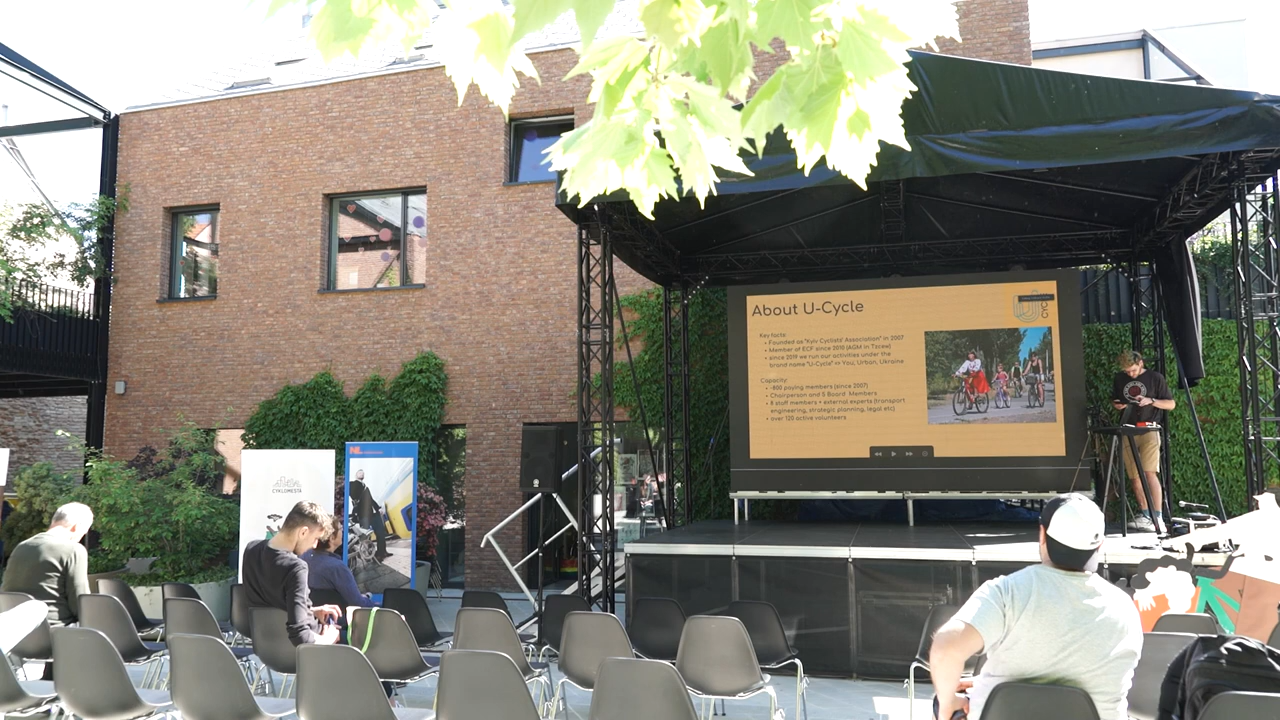 About U-Cycle
Key facts:
• Founded as "Kyiv Cyclists' Association" in 2007
• Member of ECF since 2010 (AGM in Tczew)
• since 2019 we run our activities under the
brand name "U-Cycle" <> You, Urban, Ukraine
Capacity:
• ~800 paying members (since 2007)
• Chairperson and 5 Board Members
• 8 staff members + external experts (transport
engineering, strategic planning, legal etc)
• over 120 active volunteers
CYKLOMESTA